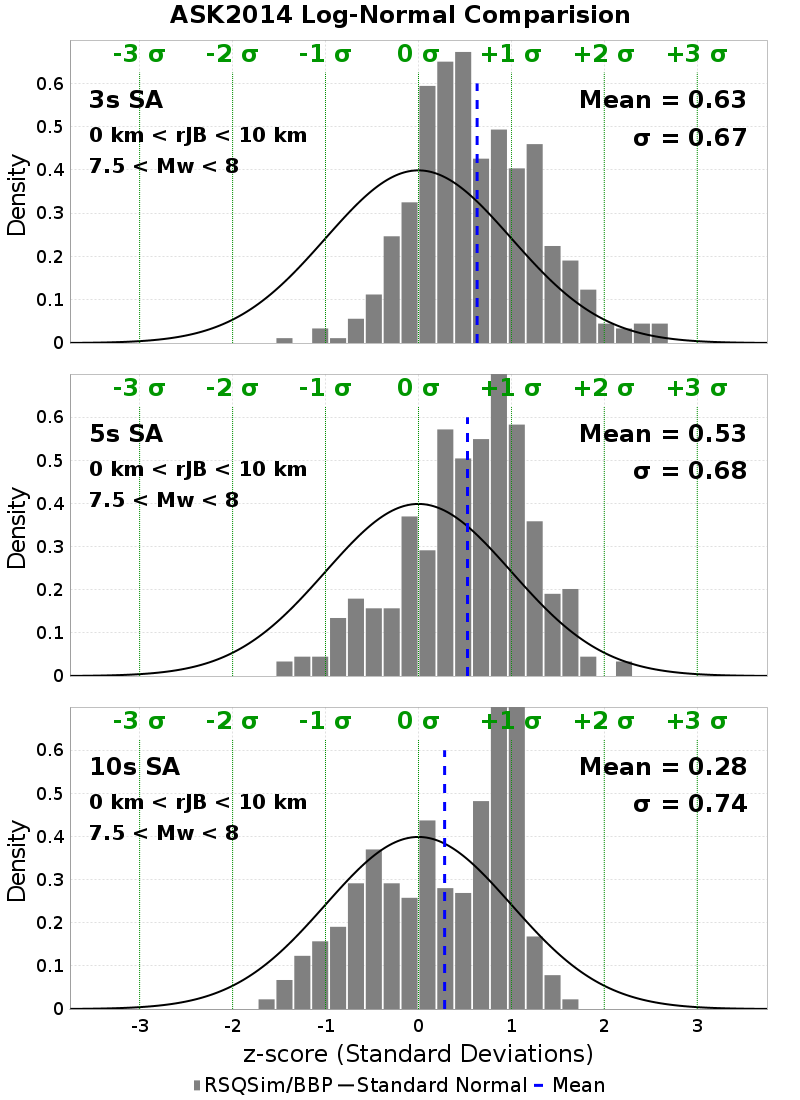 ASK2014 Log-Normal Comparision
-3 σ -2 σ -1 σ 0 σ +1 σ +2 σ +3 σ
3s SA
0 km < rJB < 10 km
7.5 < Mw < 8
Mean = 0.63
σ = 0.67
0.6
0.5
0.4
0.3
0.2
0.1
0
Density
-3 σ -2 σ -1 σ 0 σ +1 σ +2 σ +3 σ
5s SA
0 km < rJB < 10 km
7.5 < Mw < 8
Mean = 0.53
σ = 0.68
0.6
0.5
0.4
0.3
0.2
0.1
0
Density
-3 σ -2 σ -1 σ 0 σ +1 σ +2 σ +3 σ
10s SA
0 km < rJB < 10 km
7.5 < Mw < 8
Mean = 0.28
σ = 0.74
0.6
0.5
0.4
0.3
0.2
0.1
0
Density
-3 -2 -1 0 1 2 3
z-score (Standard Deviations)
RSQSim/BBP Standard Normal Mean